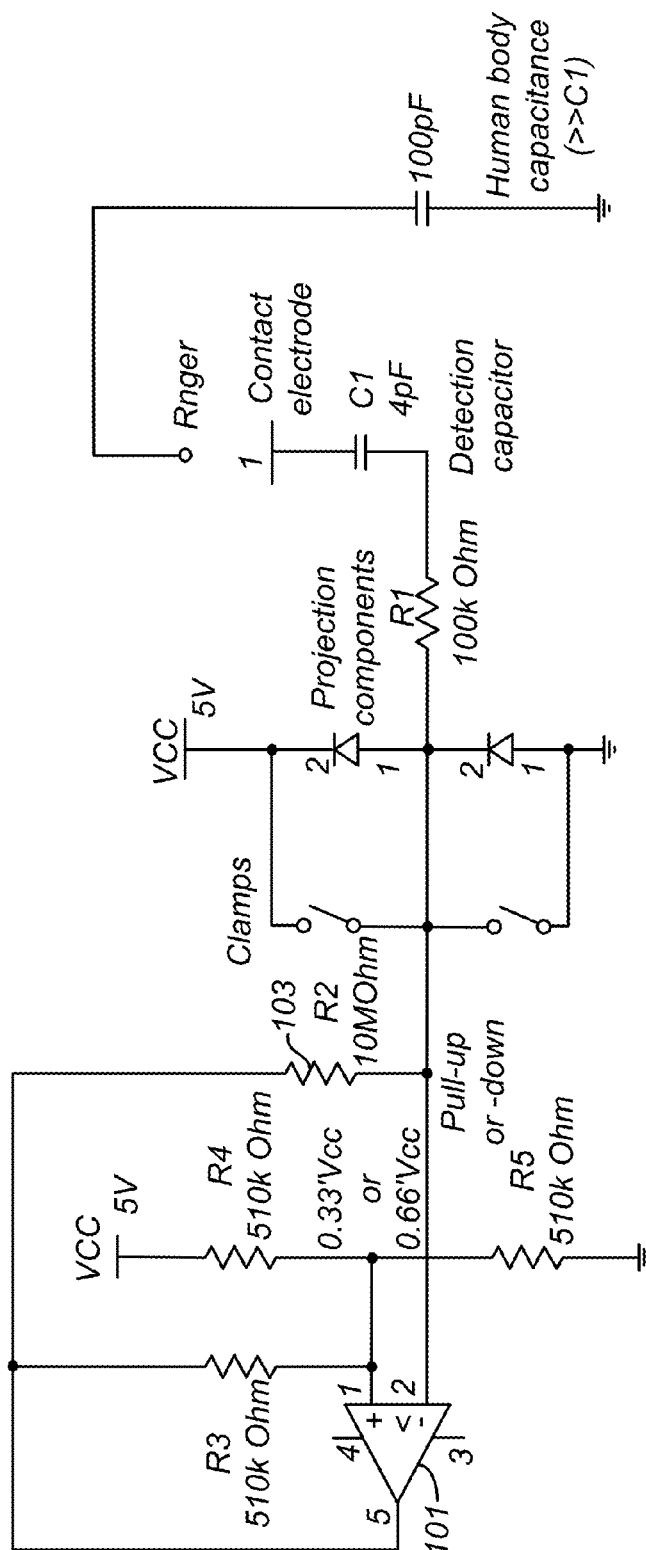 VCC
5V
R3
510k Ohm
R4
510k Ohm
0.33'Vcc
or
0.66'Vcc
R5
510k Ohm
5
4
3
1
2
+
<
-
101
103
R2
10MOhm
Pull-up
or -down
Clamps
VCC
5V
2
1
2
1
Projection
components
R1
100k Ohm
Rnger
1
Contact
electrode
C1
4pF
Detection
capacitor
100pF
Human body
capacitance
(>>C1)